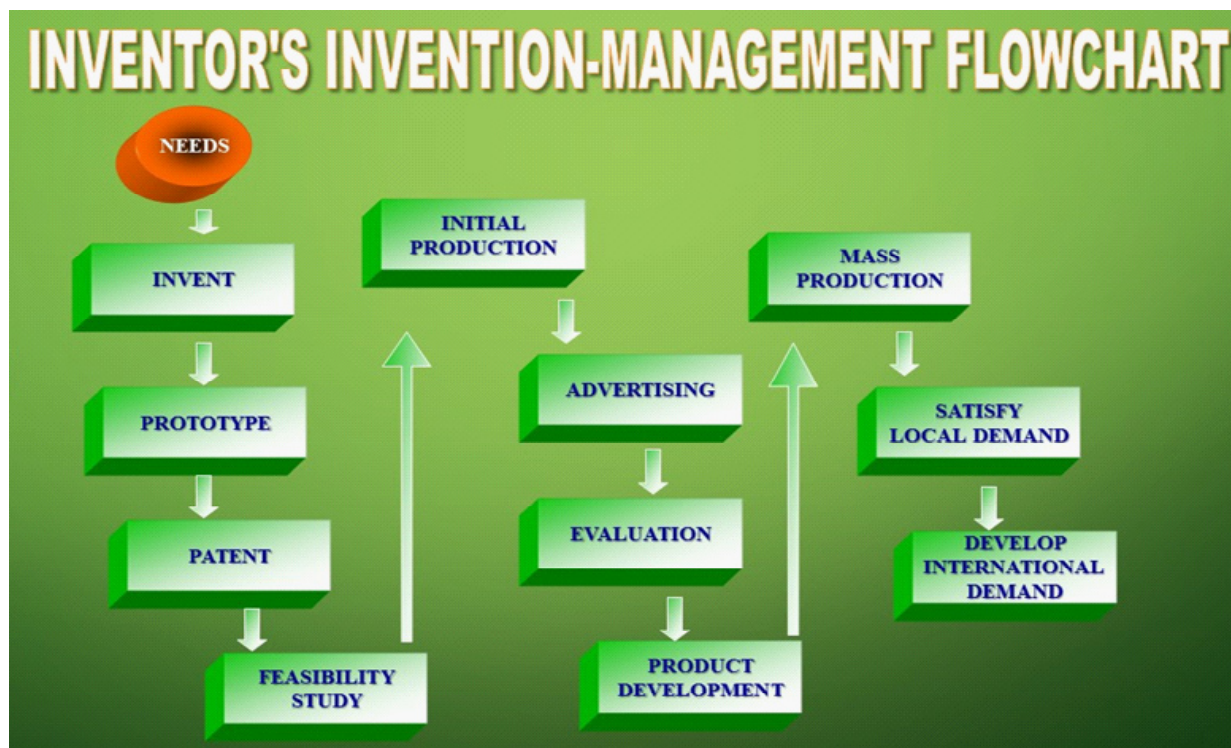 INVENTOR'S INVENTION-MANAGEMENT FLOWCHART
NEEDS
INVENT
PROTOTYPE
PATENT
FEASIBILITY
STUDY
INITIAL
PRODUCTION
ADVERTISING
EVALUATION
PRODUCT
DEVELOPMENT
MASS
PRODUCTION
SATISFY
LOCAL DEMAND
DEVELOP
INTERNATIONAL
DEMAND